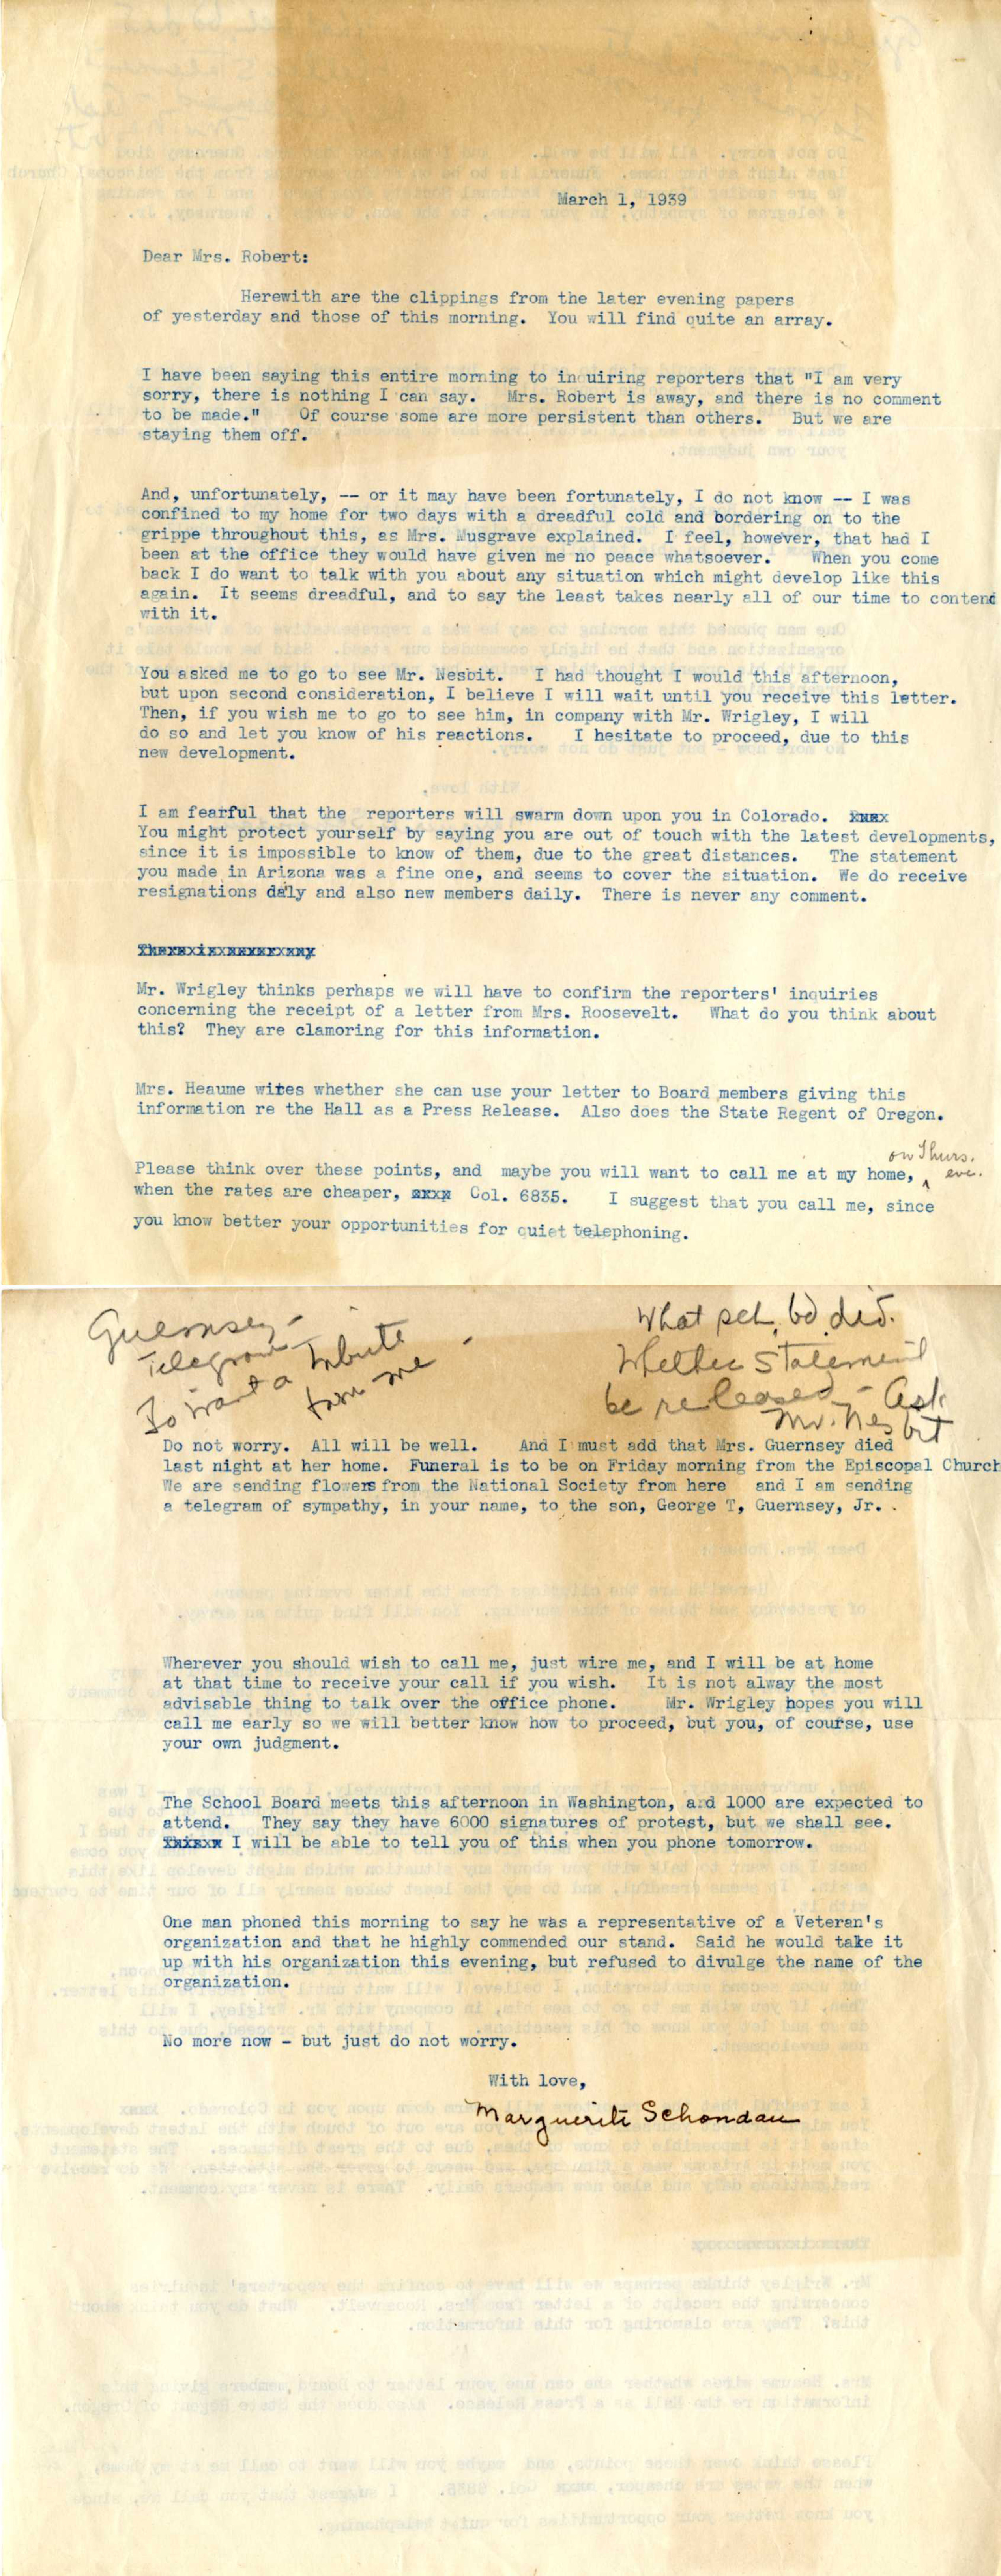 March 1, 1939
Dear Mrs. Robert:
Herewith are the clippings from the later evening papers
of yesterday and those of this morning. You will find quite an array.
I have been saying this entire morning to in uiring reporters that "I am very
sorry, there is nothing I can say. Mrs. Robert is away, and there is no comment
to be made." Of course some are more persistent than others. But we are
staying them off.
And, unfortunately, -- or it may have been fortunately, I do not know -- I was
confined to my home for two days with a dreadful cold and bordering on to the
grippe throughout this, as Mrs. Musgrave explained. I feel, however, that had I
been at the office they would have given me no peace whatsoever. When you come
back I do want to talk with you about any situation which might develop like this
again. It seems dreadful, and to say the least takes nearly all of our time to contend
with it.
You asked me to go to see Mr. Nesbit. I had thought I would this afternoon,
but upon second consideration, I believe I will wait until you receive this letter.
Then, if you wish me to go to see him, in company with Mr. Wrigley, I will
do so and let you know of his reactions. I hesitate to proceed, due to this
new development.
I am fearful that the reporters will swarm down upon you in Colorado.
You might protect yourself by saying you are out of touch with the latest developments,
since it is impossible to know of them, due to the great distances. The statement
you made in Arizona was a fine one, and seems to cover the situation. We do receive
resignations daily and also new members daily. There is never any comment.
Mr. Wrigley thinks perhaps we will have to confirm the reporters' inquiries
concerning the receipt of a letter from Mrs. Roosevelt. What do you think about
this? They are clamoring for this information.
Mrs. Heaume wires whether she can use your letter to Board members giving this
information re the Hall as a Press Release. Also does the State Regent of Oregon.
on Thurs.
Please think over these points, and maybe you will want to call me at my home, ^ eve.
when the rates are cheaper, Col. 6835. I suggest that you call me, since
you know better your opportunities for quiet telephoning.
Guernsey -
Telegram
To want a tribute
from me -
What sch. bd did.
Whether statement
be released - Ask
Mr. Nesbit
Do not worry. All will be well. And I must add that Mrs. Guernsey died
last night at her home. Funeral is to be on Friday morning from the Episcopal Church
We are sending flowers from the National Society from here and I am sending
a telegram of sympathy, in your name, to the son, George T, Guernsey, Jr. .
Wherever you should wish to call me, just wire me, and I will be at home
at that time to receive your call if you wish. It is not alway the most
advisable thing to talk over the office phone. Mr. Wrigley hopes you will
call me early so we will better know how to proceed, but you, of course, use
your own judgment.
The School Board meets this afternoon in Washington, and 1000 are expected to
attend. They say they have 6000 signatures of protest, but we shall see.
I will be able to tell you of this when you phone tomorrow.
One man phoned this morning to say he was a representative of a Veteran's
organization and that he highly commended our stand. Said he would take it
up with his organization this evening, but refused to divulge the name of the
organization.
No more now - but just do not worry.
With love,
Marguerite Schondau